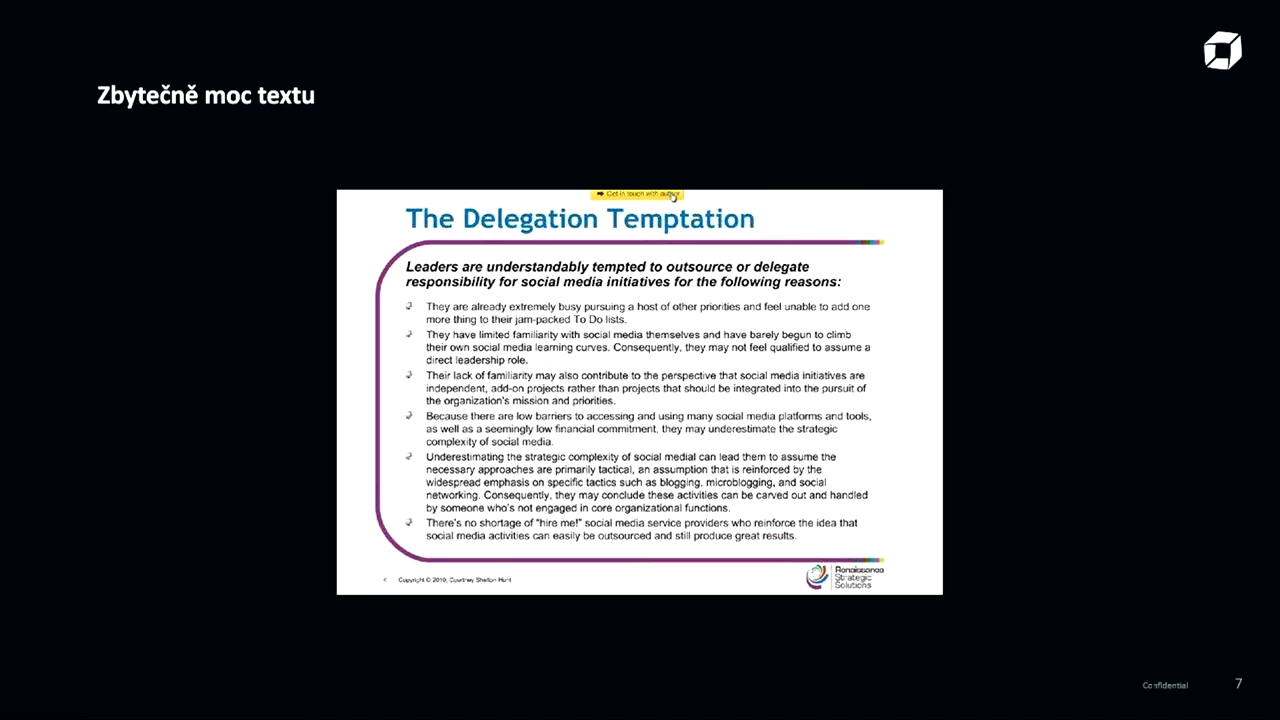 Zbytečně moc textu
Get in touch with author
The Delegation Temptation
Leaders are understandably tempted to outsource or delegate
responsibility for social media initiatives for the following reasons:
They are already extremely busy pursuing a host of other priorities and feel unable to add one
more thing to their jam-packed To Do lists.
They have limited familiarity with social media themselves and have barely begun to climb
their own social media learning curves. Consequently, they may not feel qualified to assume a
direct leadership role.
Their lack of familiarity may also contribute to the perspective that social media initiatives are
independent, add-on projects rather than projects that should be integrated into the pursuit of
the organization's mission and priorities.
Because there are low barriers to accessing and using many social media platforms and tools,
as well as a seemingly low financial commitment, they may underestimate the strategic
complexity of social media.
Underestimating the strategic complexity of social medial can lead them to assume the
necessary approaches are primarily tactical, an assumption that is reinforced by the
widespread emphasis on specific tactics such as blogging, microblogging, and social
networking. Consequently, they may conclude these activities can be carved out and handled
by someone who's not engaged in core organizational functions.
There's no shortage of "hire me!" social media service providers who reinforce the idea that
social media activities can easily be outsourced and still produce great results.
Copyright © 2010, Courtney Shelton Hunt
Renaissance
Strategic
Solutions
Confidential
7